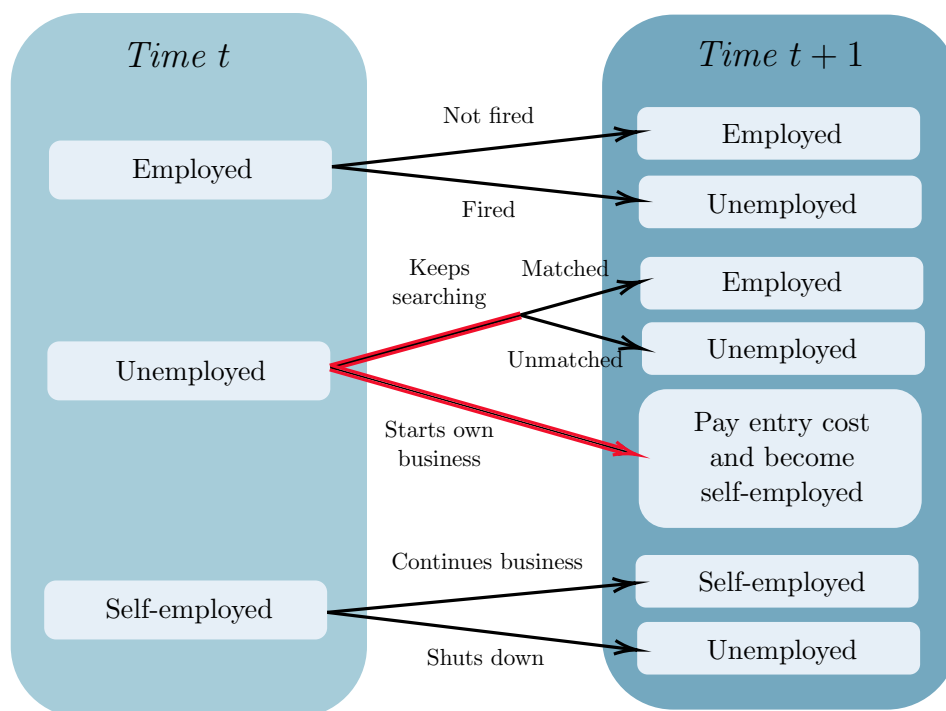 Time t
Time t + 1
Not fired
Employed
Employed
Fired
Unemployed
Keeps
searching
Matched
Employed
Unemployed
Unmatched
Unemployed
Starts own
business
Pay entry cost
and become
self-employed
Continues business
Self-employed
Self-employed
Shuts down
Unemployed